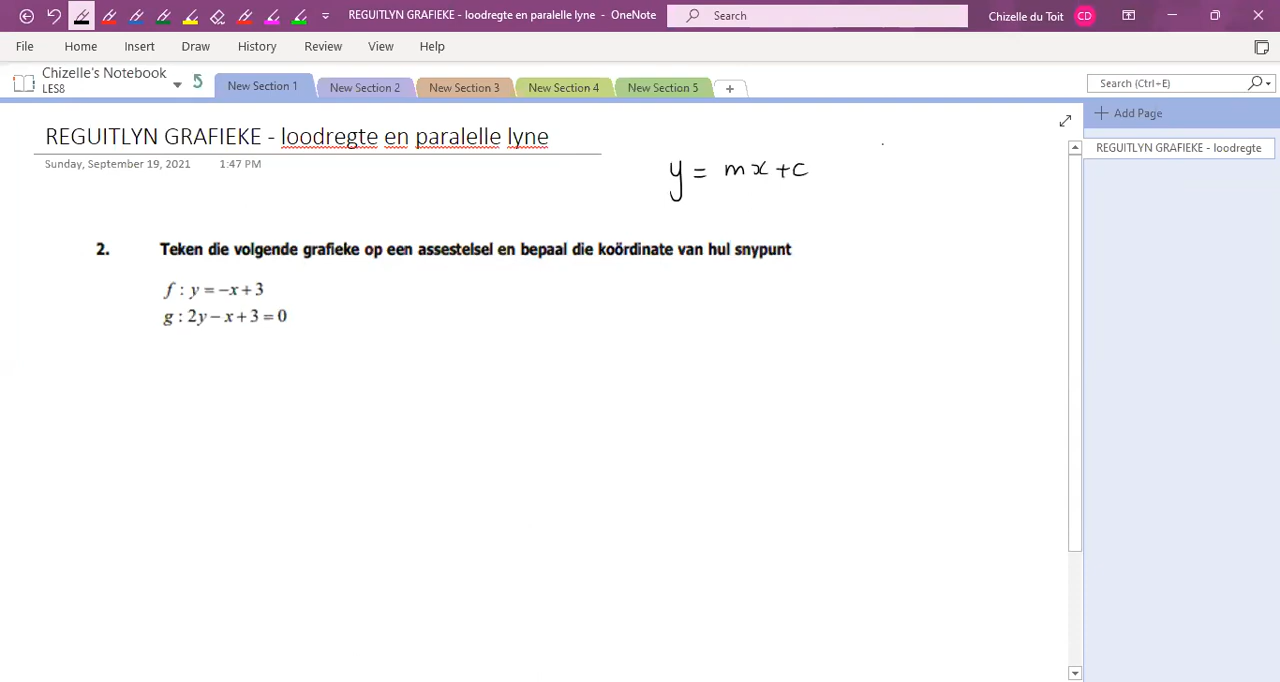 REGUITLYN GRAFIEKE - loodregte en paralelle lyne - OneNote
Search
Chizelle du Toit
CD
File Home Insert Draw History Review View Help
Chizelle's Notebook
LES8
New Section 1
New Section 2
New Section 3
New Section 4
New Section 5
+
Search (Ctrl+E)
Add Page
REGUITLYN GRAFIEKE - loodregte
REGUITLYN GRAFIEKE - loodregte en paralelle lyne
Sunday, September 19, 2021 1:47 PM
y = mx + c
2. Teken die volgende grafieke op een assestelsel en bepaal die koördinate van hul snypunt
f : y = −x + 3
g : 2y − x + 3 = 0